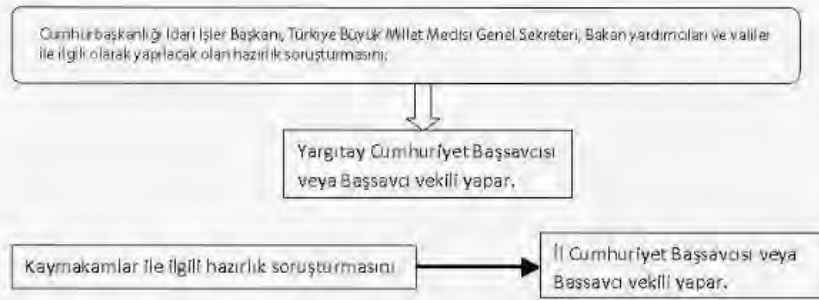 Cumhurbaşkanlığı İdari İşler Başkanı, Türkiye Büyük Millet Meclisi Genel Sekreteri, Bakan yardımcıları ve valiler
ile ilgili olarak yapılacak olan hazırlık soruşturmasını;
Yargıtay Cumhuriyet Başsavcısı
veya Başsavcı vekili yapar.
Kaymakamlar ile ilgili hazırlık soruşturmasını
İl Cumhuriyet Başsavcısı veya
Başsavcı vekili yapar.